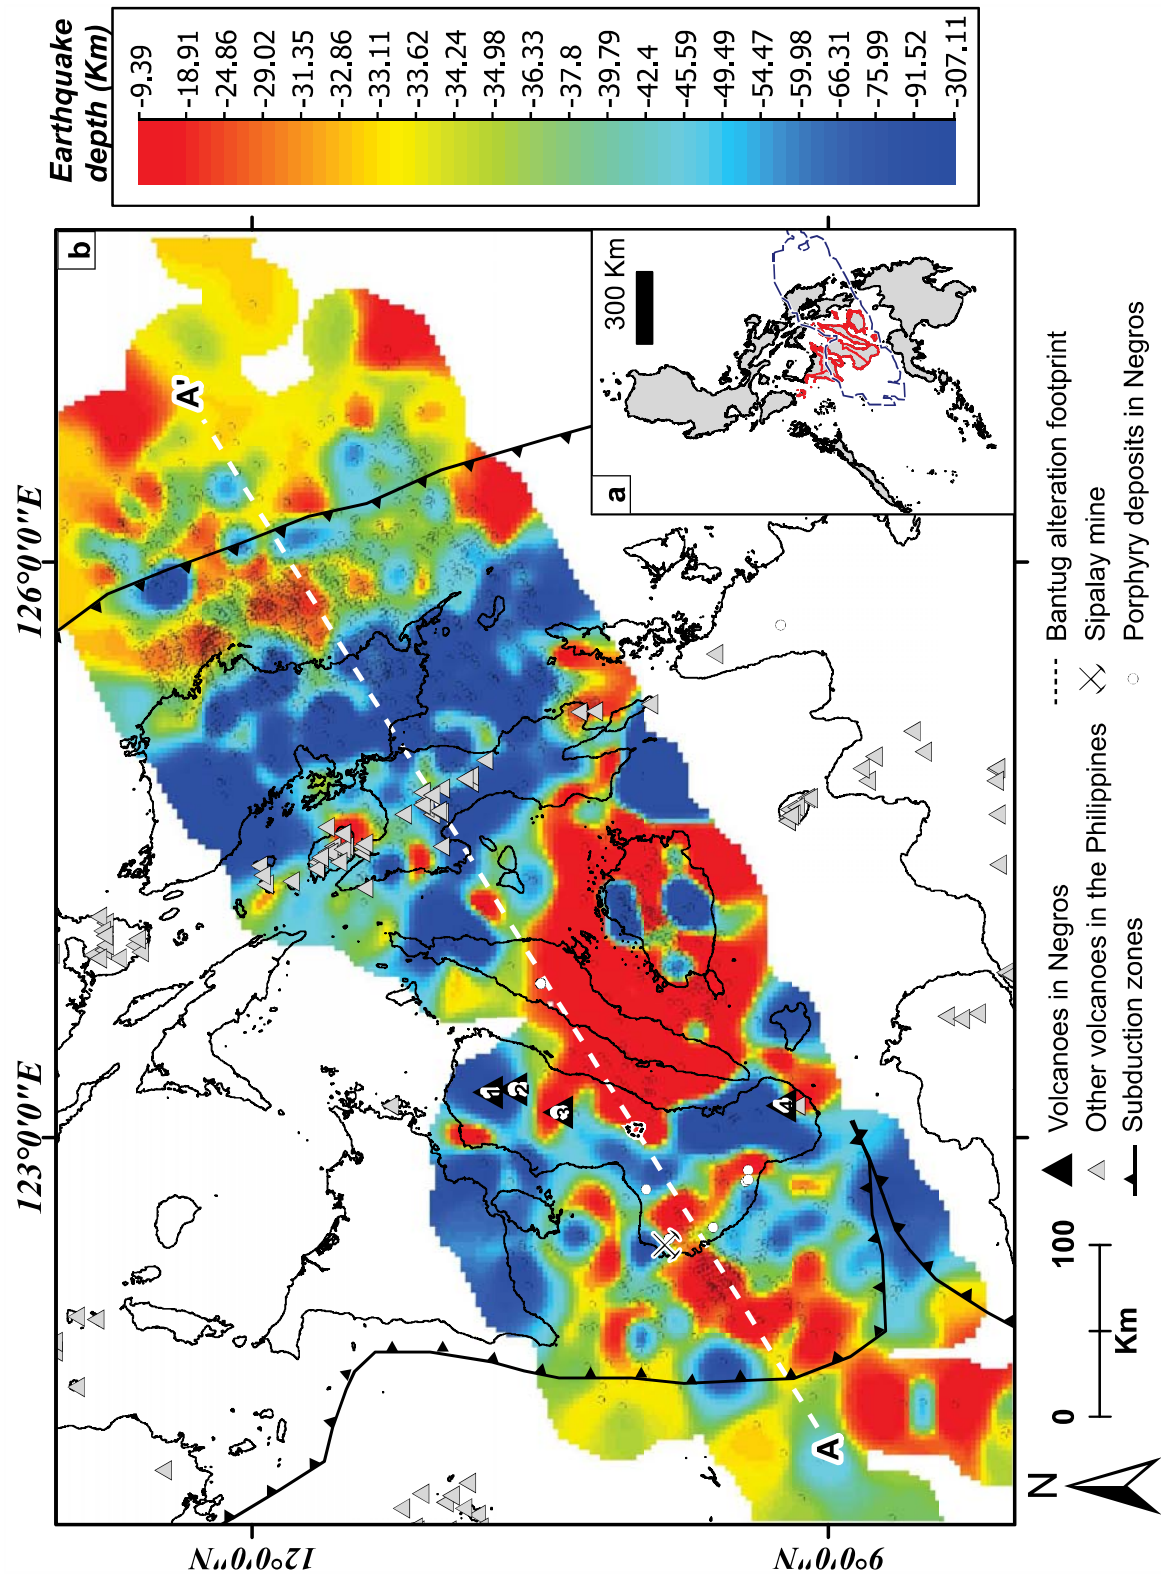 Earthquake
depth (Km)
-9.39
-18.91
-24.86
-29.02
-31.35
-32.86
-33.11
-33.62
-34.24
-34.98
-36.33
-37.8
-39.79
-42.4
-45.59
-49.49
-54.47
-59.98
-66.31
-75.99
-91.52
-307.11
123°0'0"E
126°0'0"E
12°0'0"N
9°0'0"N
b
A
A'
1
2
3
4
a
300 Km
N
0
100
Km
Volcanoes in Negros
Other volcanoes in the Philippines
Subduction zones
Bantug alteration footprint
Sipalay mine
Porphyry deposits in Negros